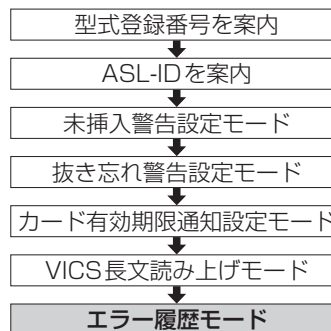 型式登録番号を案内
ASL-IDを案内
未挿入警告設定モード
抜き忘れ警告設定モード
カード有効期限通知設定モード
VICS長文読み上げモード
エラー履歴モード